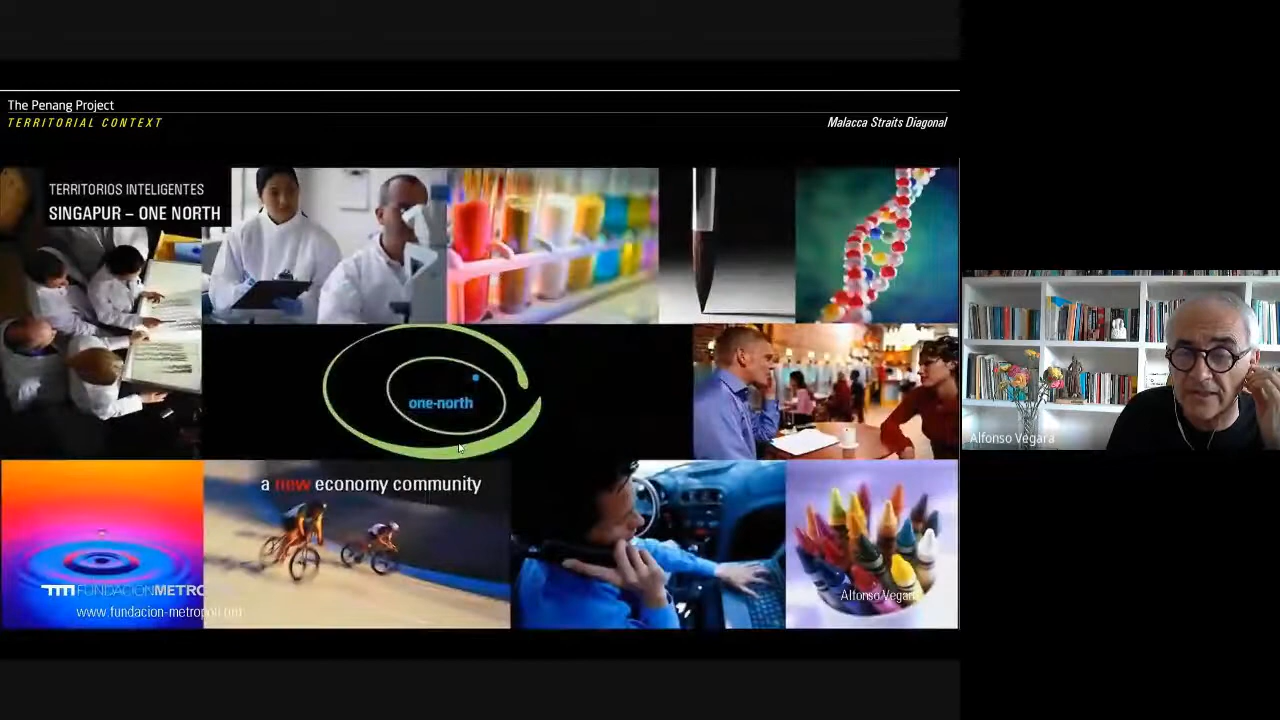 The Penang Project
TERRITORIAL CONTEXT
Malacca Straits Diagonal
TERRITORIOS INTELIGENTES
SINGAPUR – ONE NORTH
one-north
Alfonso Vegara
a new economy community
FUNDACIONMETROPOLI
www.fundacion-metropoli.org
Alfonso Vegara